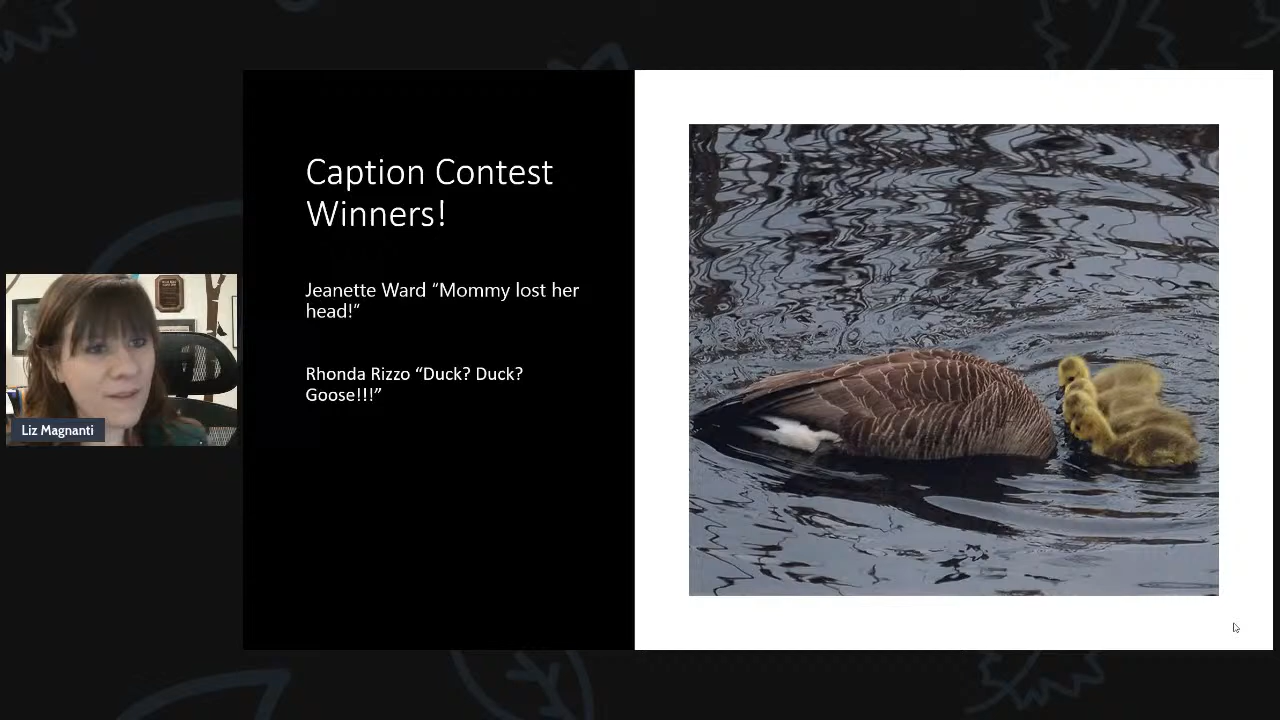 Caption Contest
Winners!
Jeanette Ward “Mommy lost her
head!”
Rhonda Rizzo “Duck? Duck?
Goose!!!”
Liz Magnanti